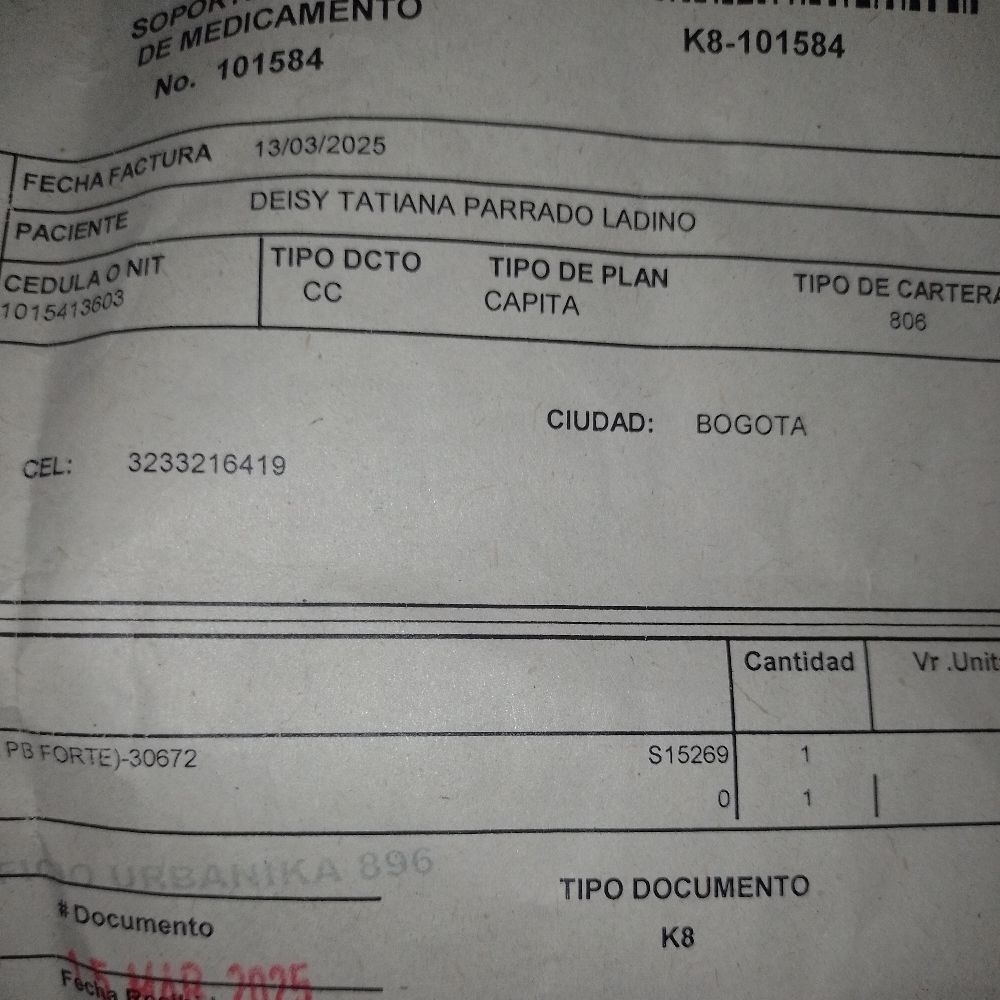 DE MEDICAMENTO
No. 101584
K8-101584
FECHA FACTURA 13/03/2025
PACIENTE DEISY TATIANA PARRADO LADINO
CEDULA O NIT TIPO DCTO TIPO DE PLAN TIPO DE CARTERA
1015413603 CC CAPITA 806
CIUDAD: BOGOTA
CEL: 3233216419
Cantidad Vr .Unit
PB FORTE)-30672 S15269 1
0 1
URBANIKA 896
TIPO DOCUMENTO
#Documento
K8
MAR 2025
Fecha